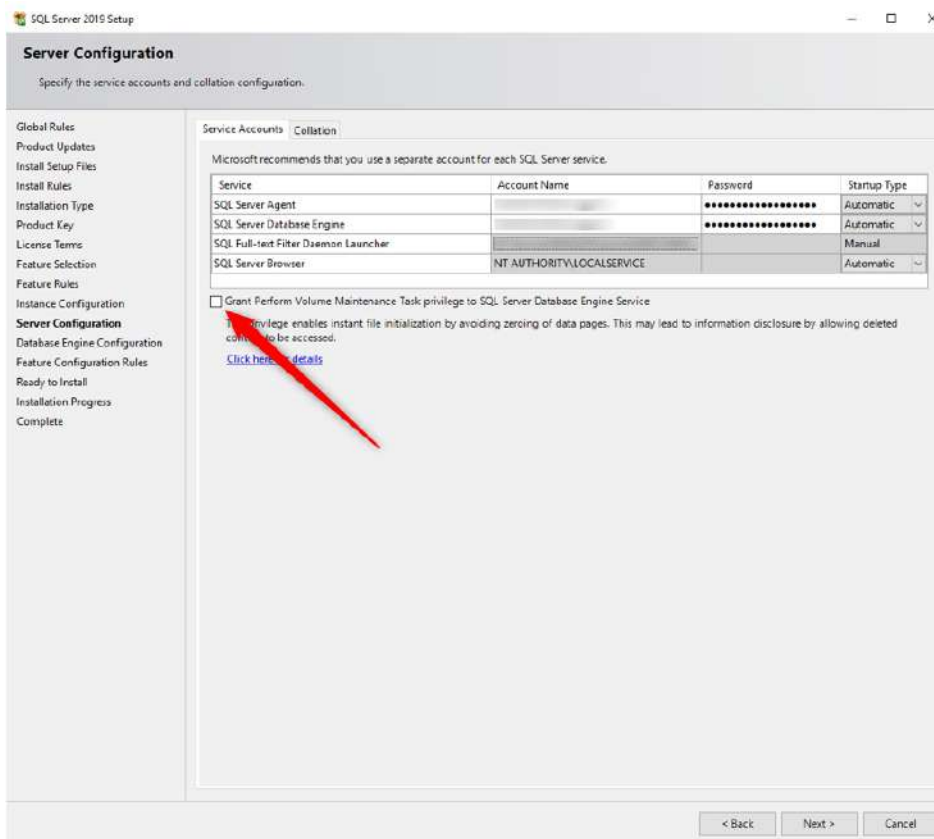 SQL Server 2019 Setup
Server Configuration
Specify the service accounts and collation configuration.
Global Rules
Product Updates
Install Setup Files
Install Rules
Installation Type
Product Key
License Terms
Feature Selection
Feature Rules
Instance Configuration
Server Configuration
Database Engine Configuration
Feature Configuration Rules
Ready to Install
Installation Progress
Complete
Service Accounts Collation
Microsoft recommends that you use a separate account for each SQL Server service.
Service Account Name Password Startup Type
SQL Server Agent ●●●●●●●●●●●●●●●●●● Automatic
SQL Server Database Engine ●●●●●●●●●●●●●●●●●● Automatic
SQL Full-text Filter Daemon Launcher Manual
SQL Server Browser NT AUTHORITY\LOCALSERVICE Automatic
Grant Perform Volume Maintenance Task privilege to SQL Server Database Engine Service
privilege enables instant file initialization by avoiding zeroing of data pages. This may lead to information disclosure by allowing deleted
to be accessed.
Click here details
< Back Next > Cancel